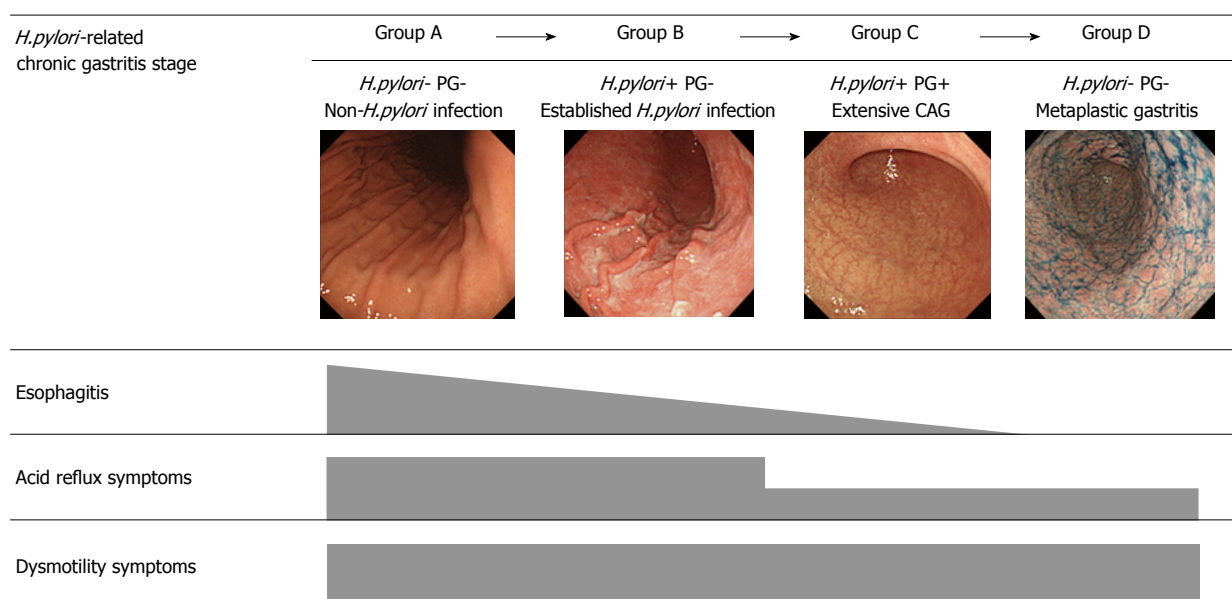 H.pylori-related
chronic gastritis stage
Group A
Group B
Group C
Group D
H.pylori- PG-
Non-H.pylori infection
H.pylori+ PG-
Established H.pylori infection
H.pylori+ PG+
Extensive CAG
H.pylori- PG-
Metaplastic gastritis
Esophagitis
Acid reflux symptoms
Dysmotility symptoms